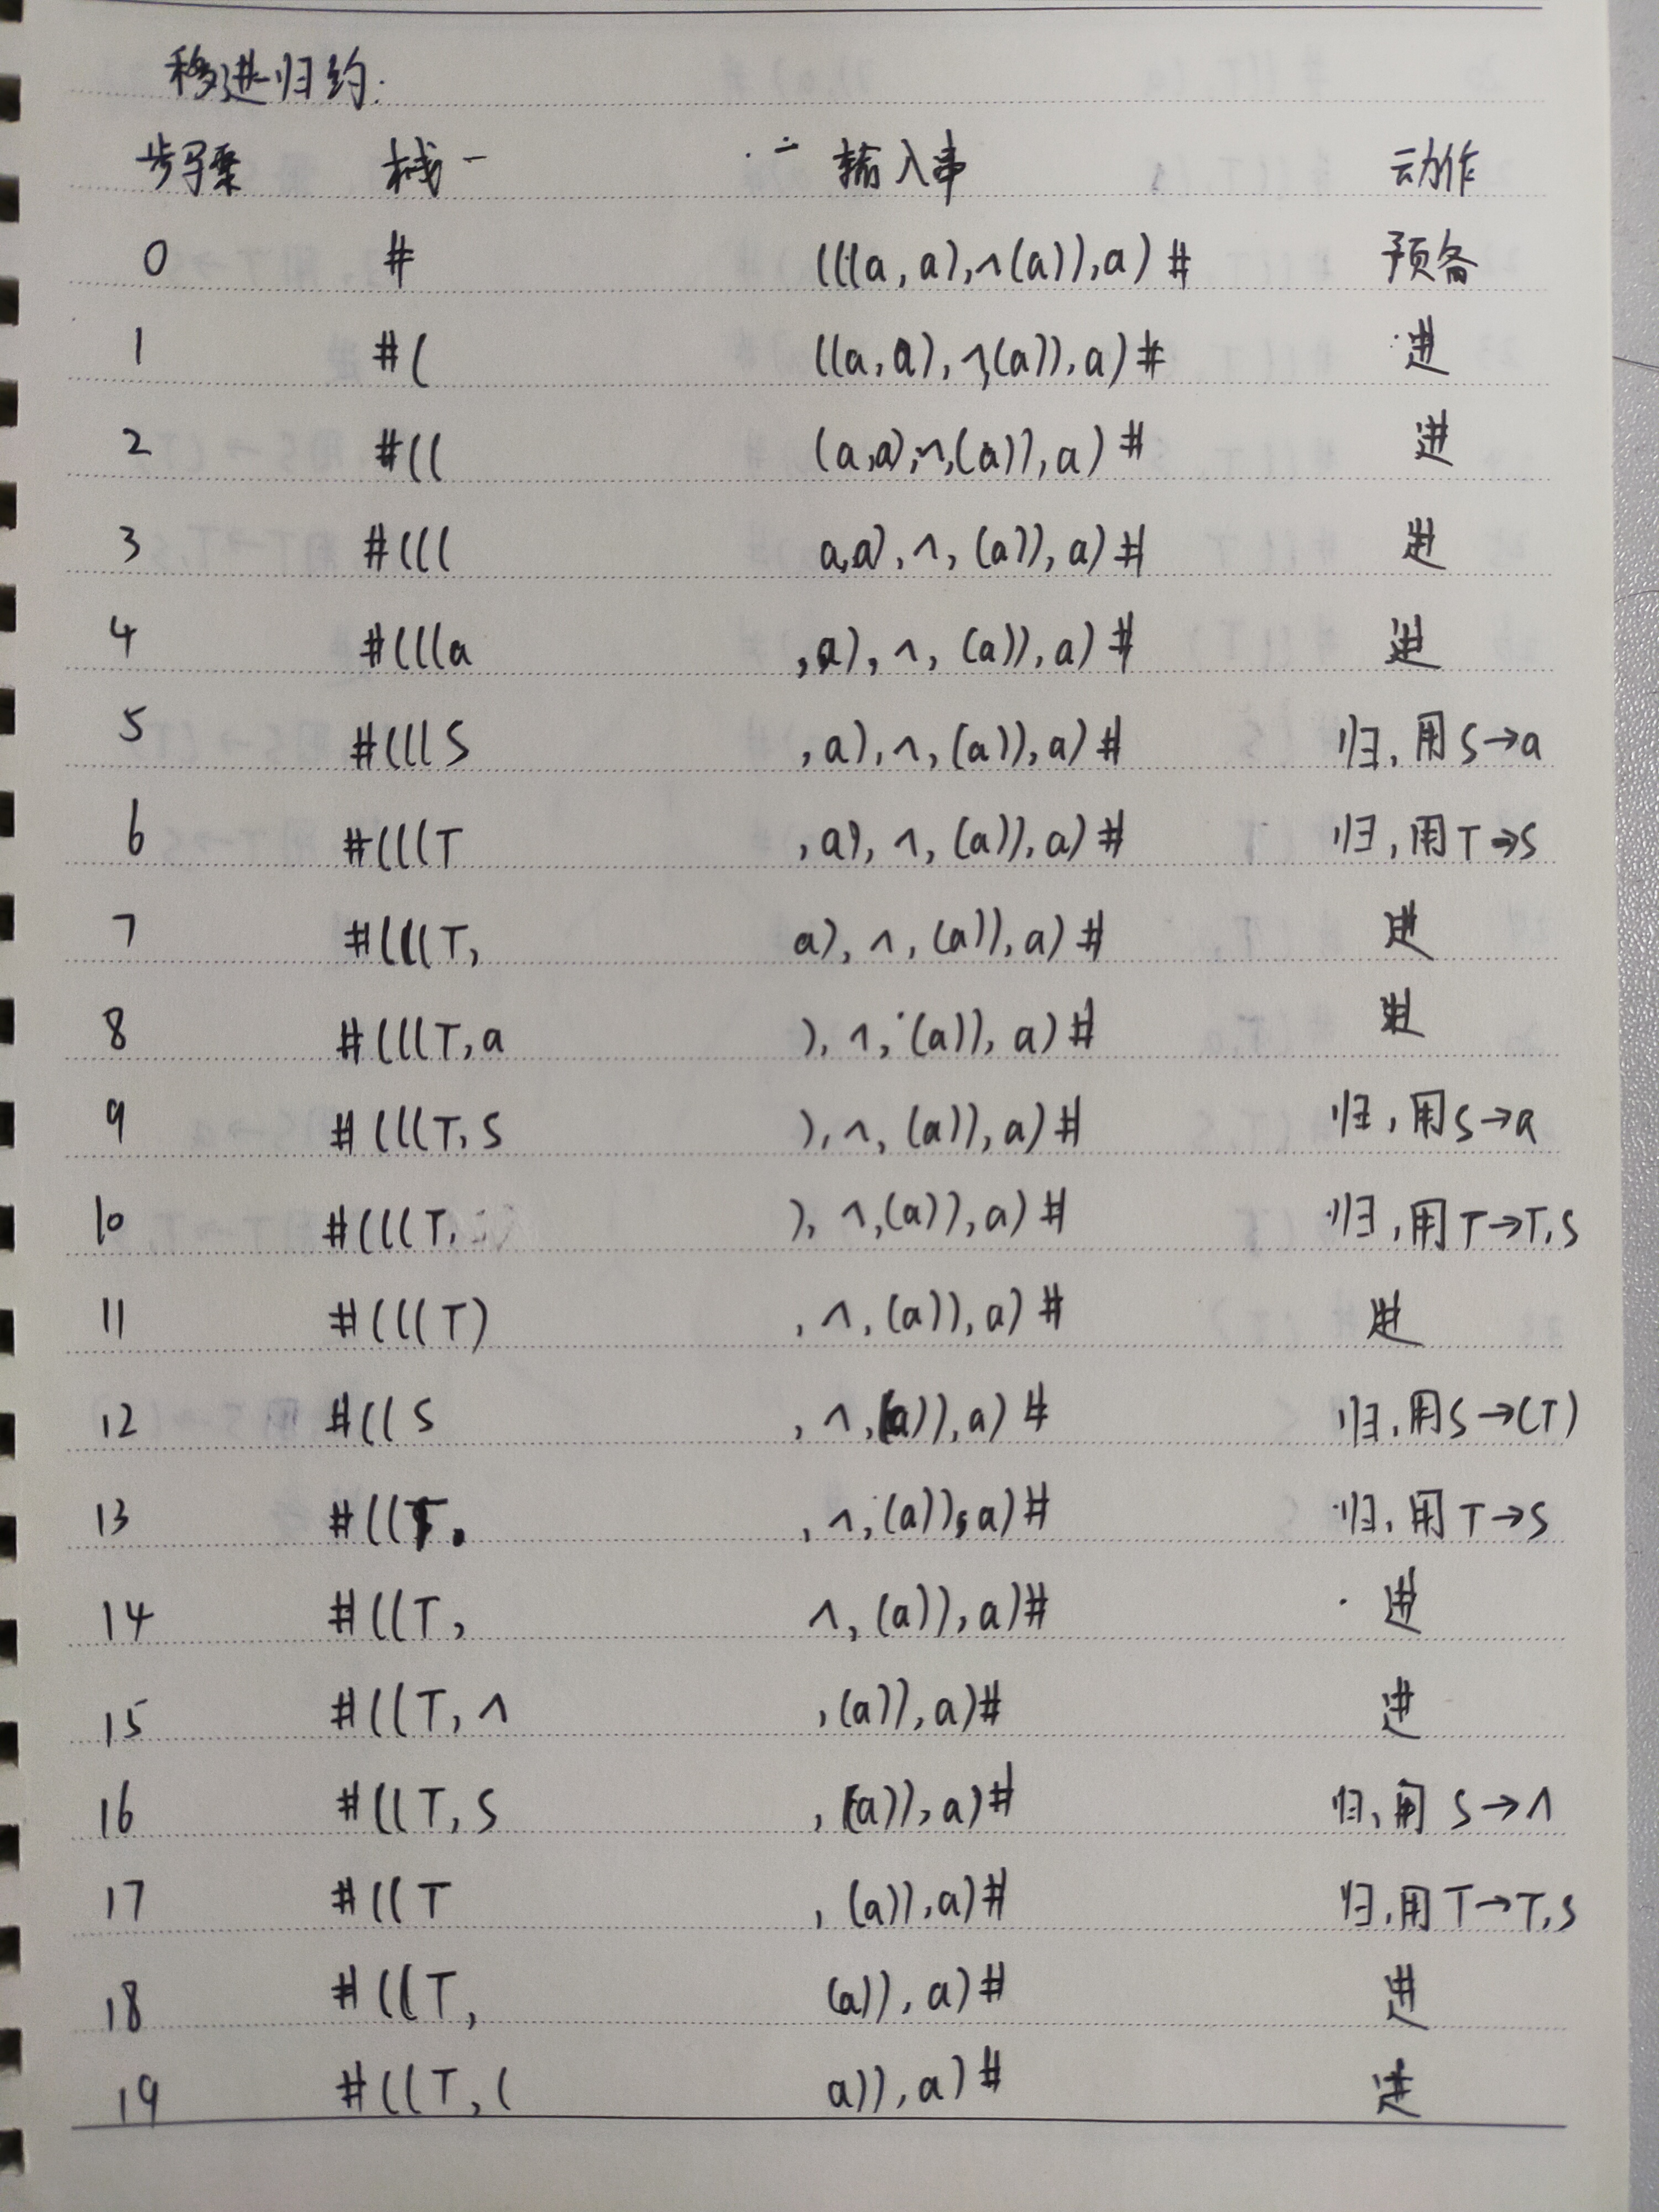 移进归约:
步骤 栈 输入串 动作
0 # (((a,a),^(a)),a)# 预备
1 #( ((a,a),^,(a)),a)# 进
2 #(( (a,a),^,(a)),a)# 进
3 #((( a,a),^,(a)),a)# 进
4 #(((a ,a),^,(a)),a)# 进
5 #(((S ,a),^,(a)),a)# 归,用S→a
6 #(((T ,a),^,(a)),a)# 归,用T→S
7 #(((T, a),^,(a)),a)# 进
8 #(((T,a ),^,(a)),a)# 进
9 #(((T,S ),^,(a)),a)# 归,用S→a
10 #(((T ),^,(a)),a)# 归,用T→T,S
11 #(((T) ,^,(a)),a)# 进
12 #((S ,^,(a)),a)# 归,用S→(T)
13 #((T ,^,(a)),a)# 归,用T→S
14 #((T, ^,(a)),a)# 进
15 #((T,^ ,(a)),a)# 进
16 #((T,S ,(a)),a)# 归,用S→^
17 #((T ,(a)),a)# 归,用T→T,S
18 #((T, (a)),a)# 进
19 #((T,( a)),a)# 进